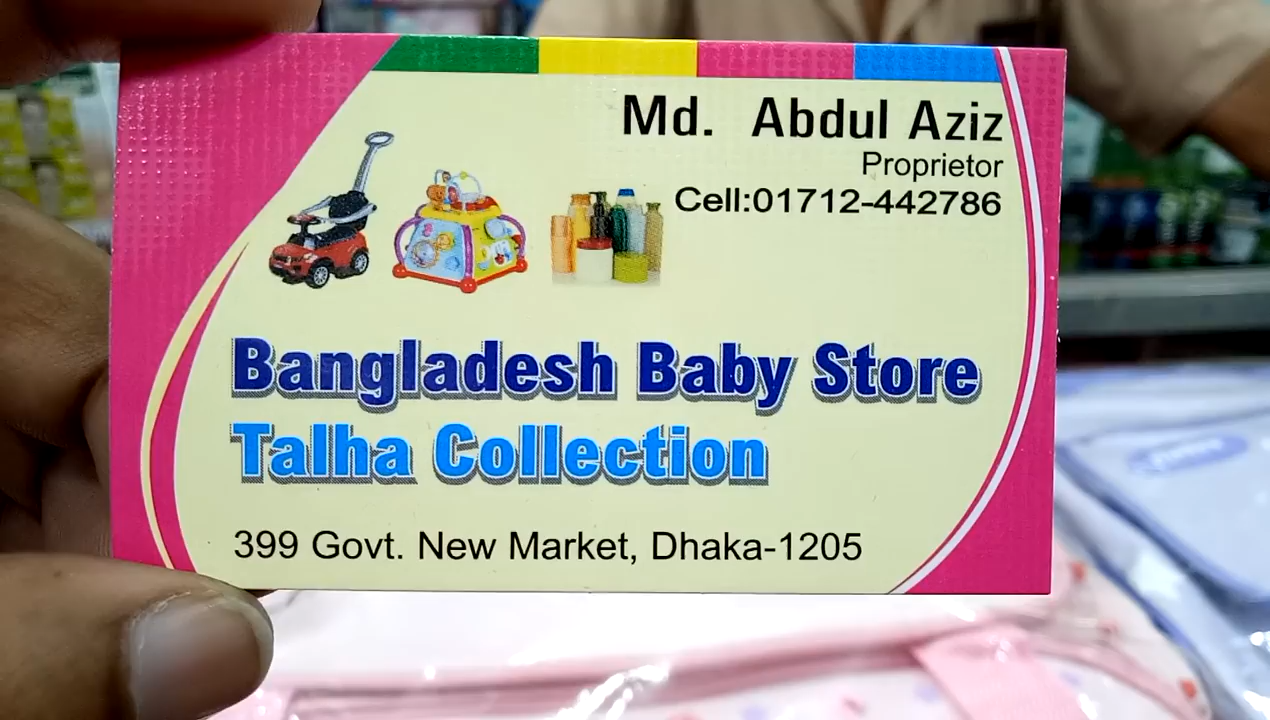 Md. Abdul Aziz
Proprietor
Cell:01712-442786
Bangladesh Baby Store
Talha Collection
399 Govt. New Market, Dhaka-1205